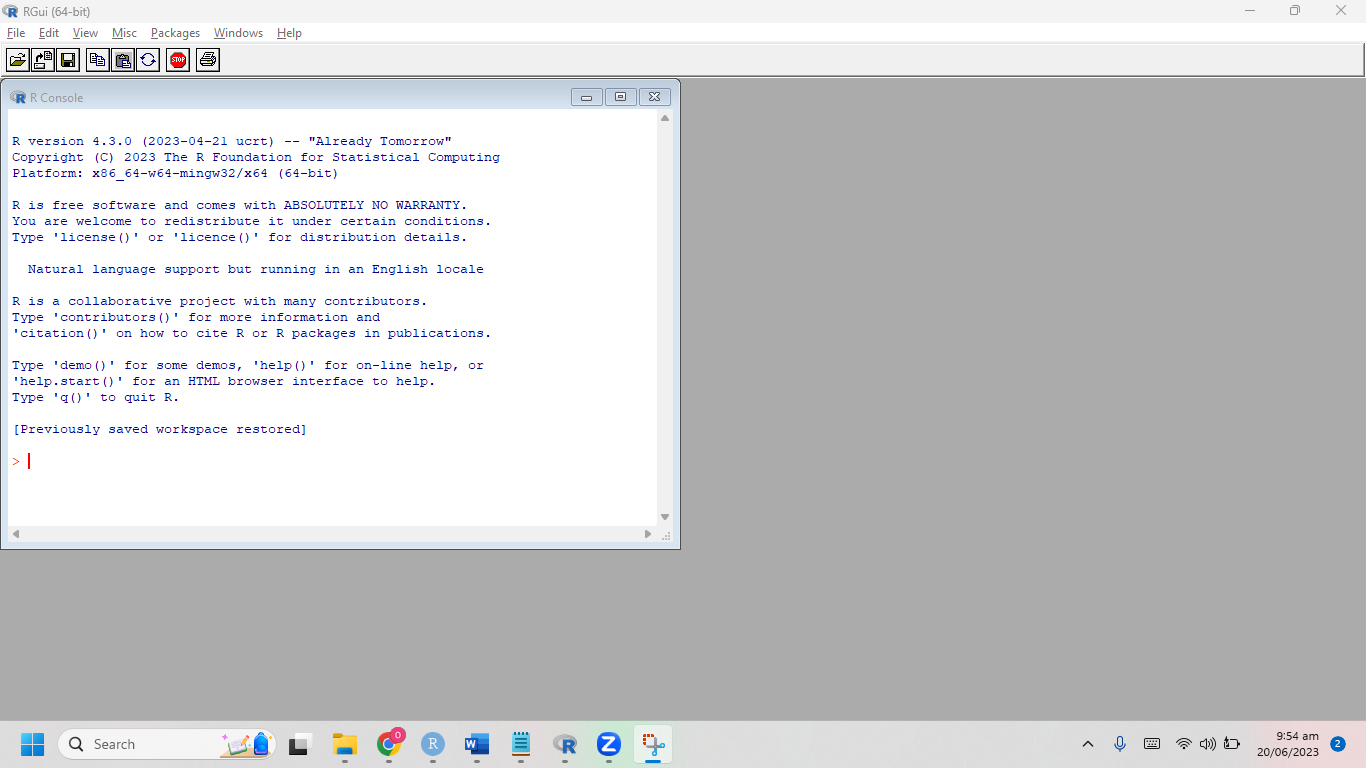 RGui (64-bit)
File Edit View Misc Packages Windows Help
STOP
R Console
R version 4.3.0 (2023-04-21 ucrt) -- "Already Tomorrow"
Copyright (C) 2023 The R Foundation for Statistical Computing
Platform: x86_64-w64-mingw32/x64 (64-bit)
R is free software and comes with ABSOLUTELY NO WARRANTY.
You are welcome to redistribute it under certain conditions.
Type 'license()' or 'licence()' for distribution details.
Natural language support but running in an English locale
R is a collaborative project with many contributors.
Type 'contributors()' for more information and
'citation()' on how to cite R or R packages in publications.
Type 'demo()' for some demos, 'help()' for on-line help, or
'help.start()' for an HTML browser interface to help.
Type 'q()' to quit R.
[Previously saved workspace restored]
>
Search
0
9:54 am
20/06/2023
2